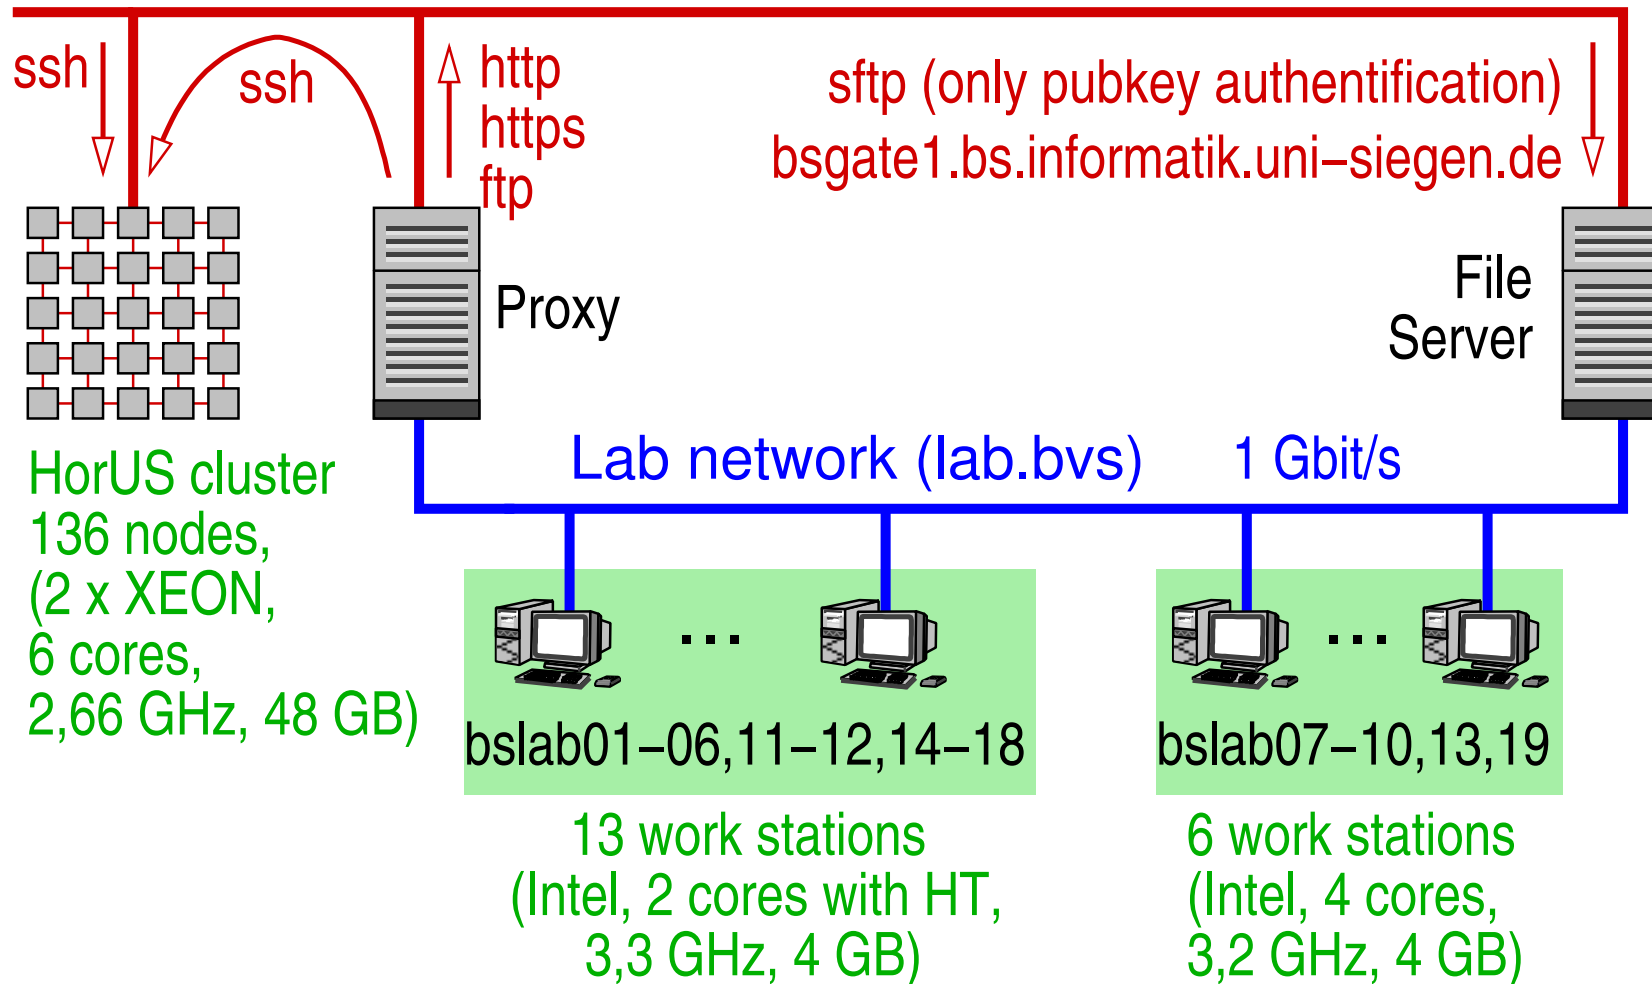 ssh
ssh
http
https
ftp
sftp (only pubkey authentification)
bsgate1.bs.informatik.uni−siegen.de
Proxy
File
Server
HorUS cluster
136 nodes,
(2 x XEON,
6 cores,
2,66 GHz, 48 GB)
Lab network (lab.bvs) 1 Gbit/s
...
...
bslab01−06,11−12,14−18
bslab07−10,13,19
13 work stations
(Intel, 2 cores with HT,
3,3 GHz, 4 GB)
6 work stations
(Intel, 4 cores,
3,2 GHz, 4 GB)